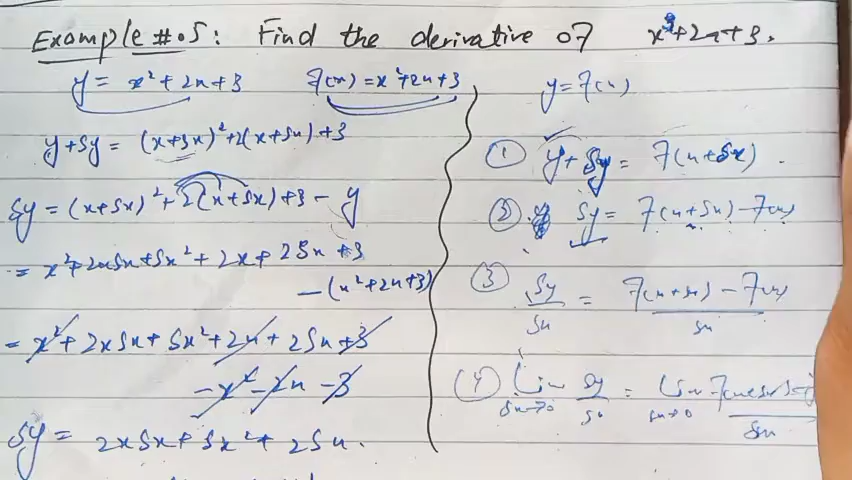 Example #05: Find the derivative of x²+2x+3.
y = x²+2x+3 f(x) = x²+2x+3
y+δy = (x+δx)²+2(x+δx)+3
δy = (x+δx)²+2(x+δx)+3 - y
= x²+2xδx+δx²+2x+2δx+3
-(x²+2x+3)
= x²+2xδx+δx²+2x+2δx+3
-x²-2x-3
δy = 2xδx+δx²+2δx.
y = f(x)
① y+δy = f(x+δx).
② δy = f(x+δx)-f(x)
③ δy/δx = f(x+δx)-f(x)/δx
④ Lim δx→0 δy/δx = Lim δx→0 f(x+δx)-f/δx